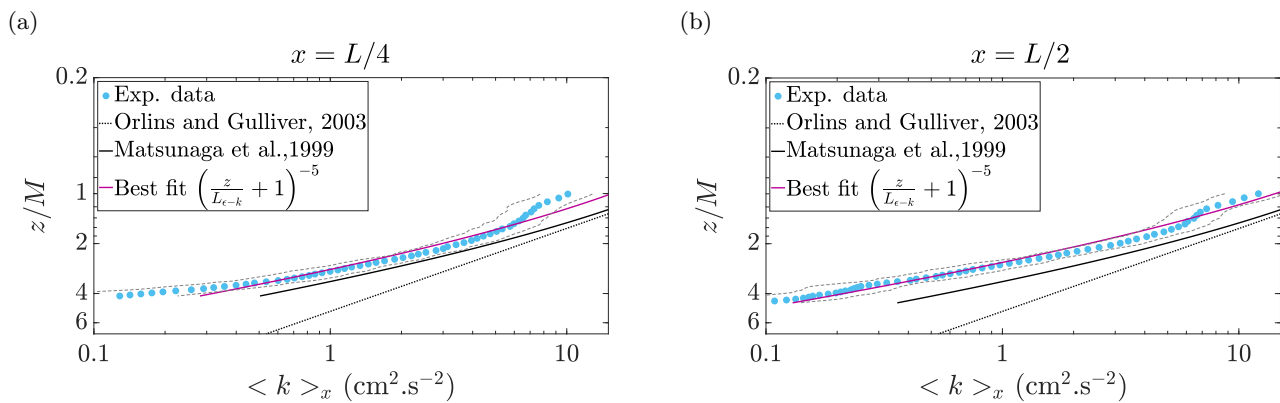 (a)
x = L/4
0.2
1
2
4
6
z/M
Exp. data
Orlins and Gulliver, 2003
Matsunaga et al.,1999
Best fit (z/L_{ϵ−k} + 1)^{−5}
0.1
1
10
< k >_x (cm².s⁻²)
(b)
x = L/2
0.2
1
2
4
6
z/M
Exp. data
Orlins and Gulliver, 2003
Matsunaga et al.,1999
Best fit (z/L_{ϵ−k} + 1)^{−5}
0.1
1
10
< k >_x (cm².s⁻²)